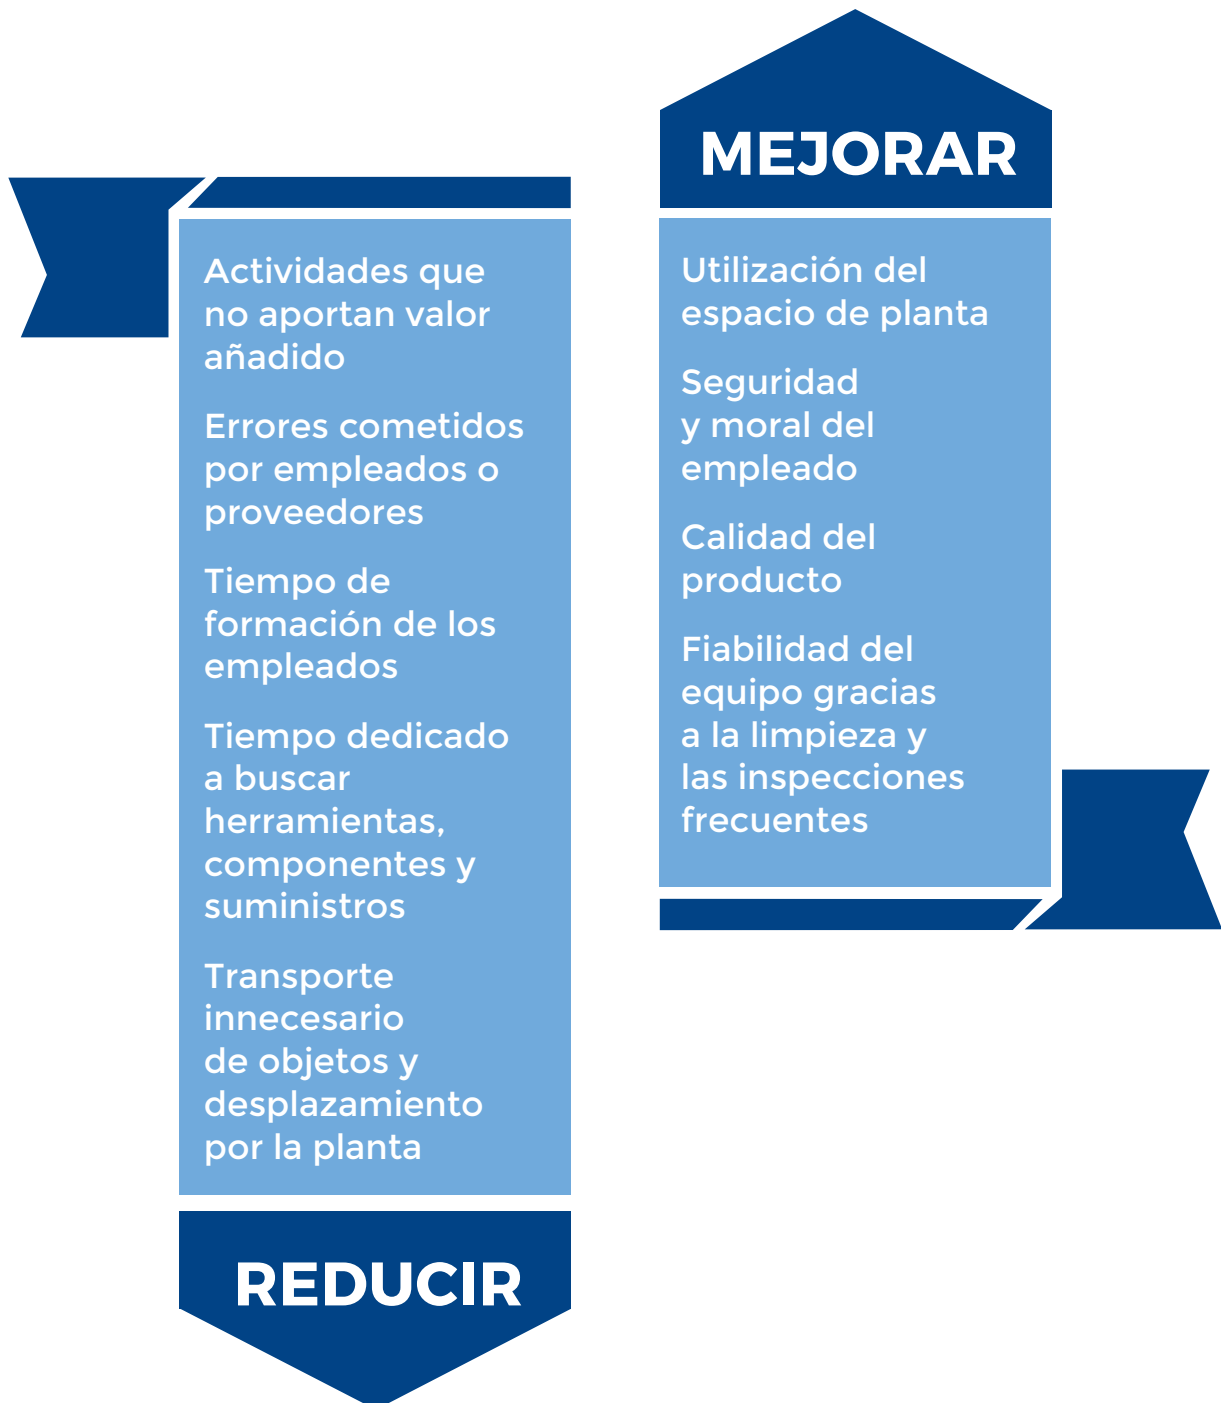 Actividades que
no aportan valor
añadido
Errores cometidos
por empleados o
proveedores
Tiempo de
formación de los
empleados
Tiempo dedicado
a buscar
herramientas,
componentes y
suministros
Transporte
innecesario
de objetos y
desplazamiento
por la planta
REDUCIR
MEJORAR
Utilización del
espacio de planta
Seguridad
y moral del
empleado
Calidad del
producto
Fiabilidad del
equipo gracias
a la limpieza y
las inspecciones
frecuentes